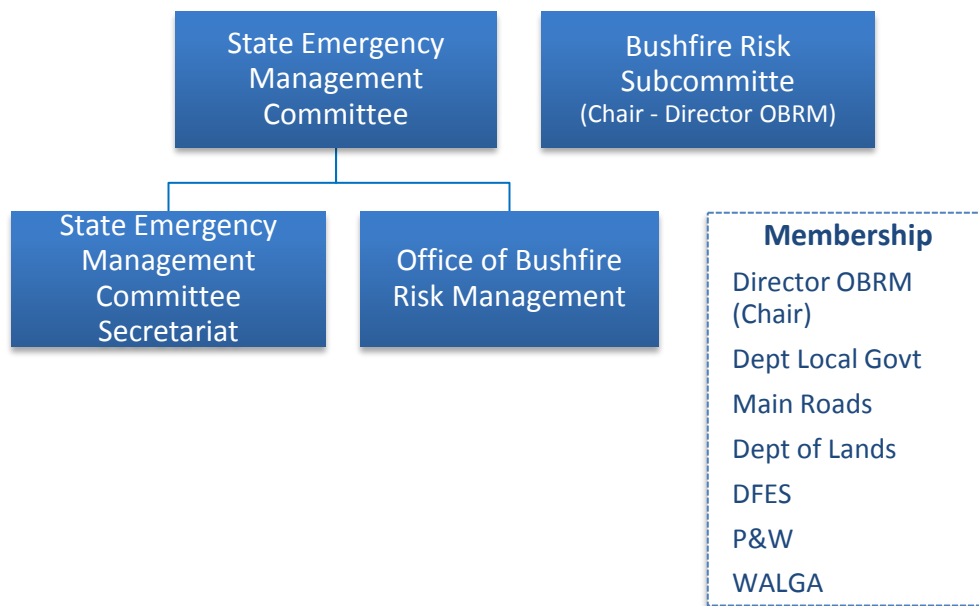 State Emergency
Management
Committee
Bushfire Risk
Subcommitte
(Chair - Director OBRM)
State Emergency
Management
Committee
Secretariat
Office of Bushfire
Risk Management
Membership
Director OBRM
(Chair)
Dept Local Govt
Main Roads
Dept of Lands
DFES
P&W
WALGA